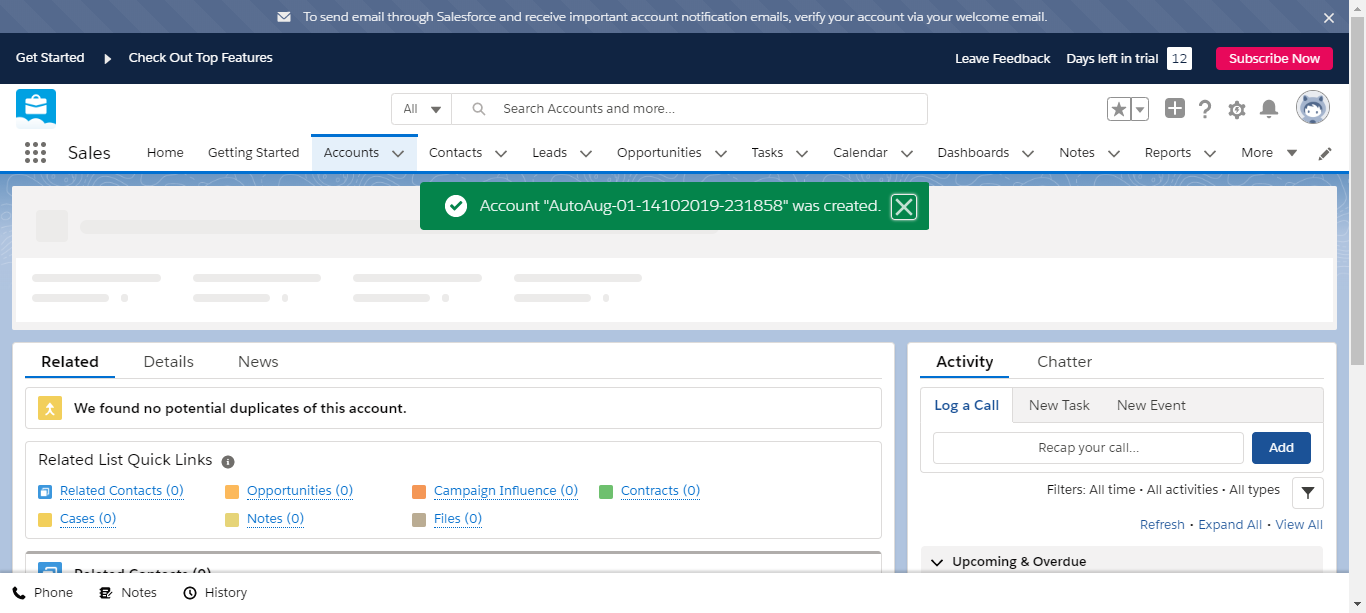 To send email through Salesforce and receive important account notification emails, verify your account via your welcome email.
Get Started Check Out Top Features Leave Feedback Days left in trial 12 Subscribe Now
All Search Accounts and more...
Sales Home Getting Started Accounts Contacts Leads Opportunities Tasks Calendar Dashboards Notes Reports More
Account "AutoAug-01-14102019-231858" was created.
Related Details News
We found no potential duplicates of this account.
Related List Quick Links
Related Contacts (0) Opportunities (0) Campaign Influence (0) Contracts (0)
Cases (0) Notes (0) Files (0)
Related Contacts (0)
Activity Chatter
Log a Call New Task New Event
Recap your call... Add
Filters: All time • All activities • All types
Refresh • Expand All • View All
Upcoming & Overdue
Phone Notes History